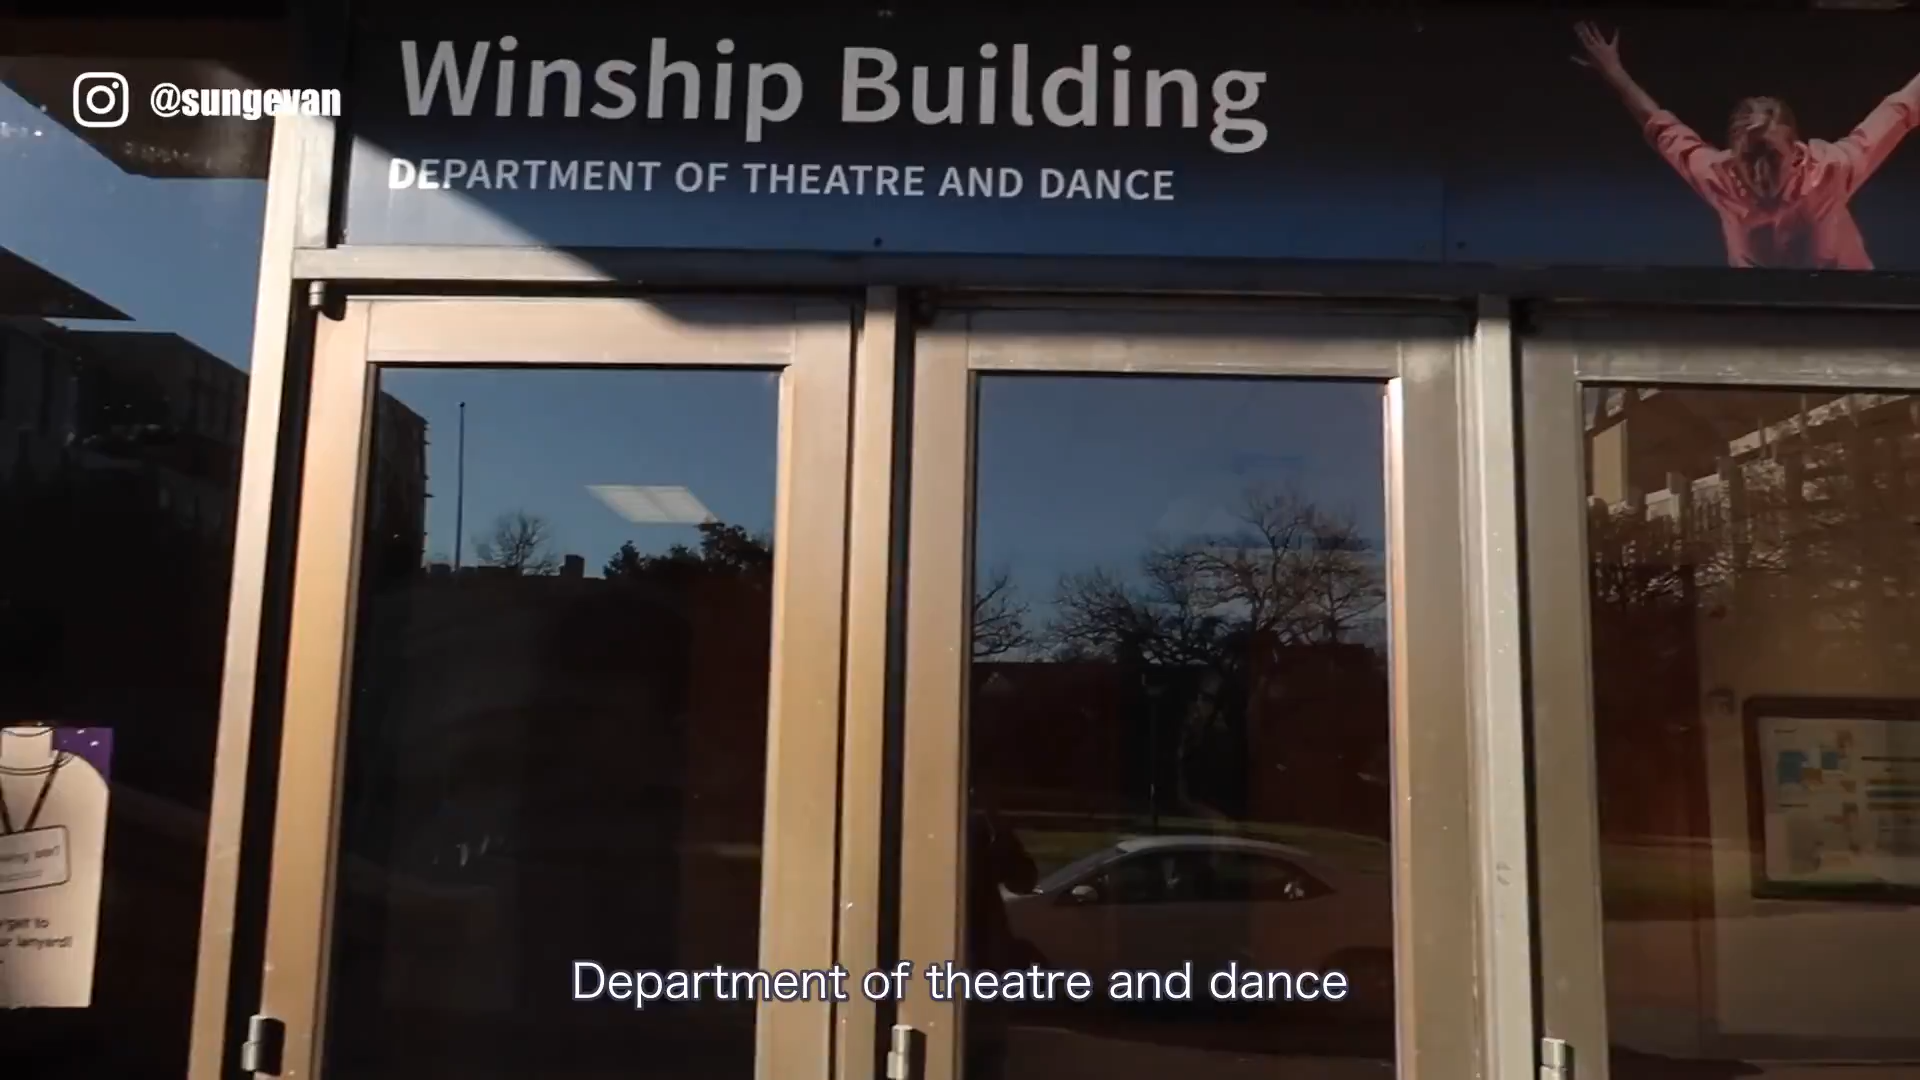 @sungevan
Winship Building
DEPARTMENT OF THEATRE AND DANCE
Department of theatre and dance